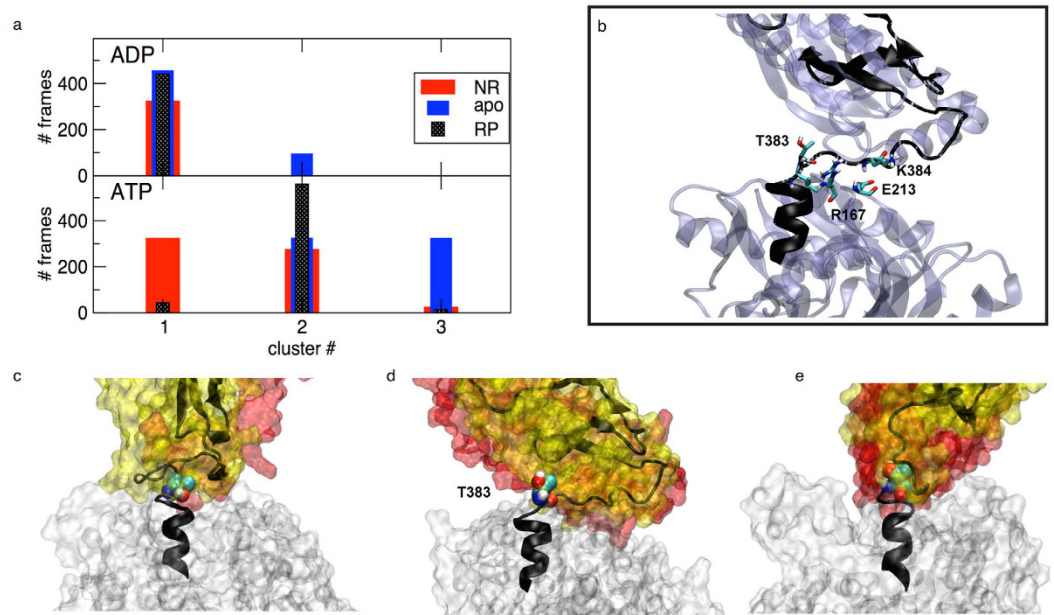 a
ADP
# frames
400
200
0
NR
apo
RP
ATP
# frames
400
200
0
1
2
3
cluster #
b
T383
K384
E213
R167
c
d
T383
e